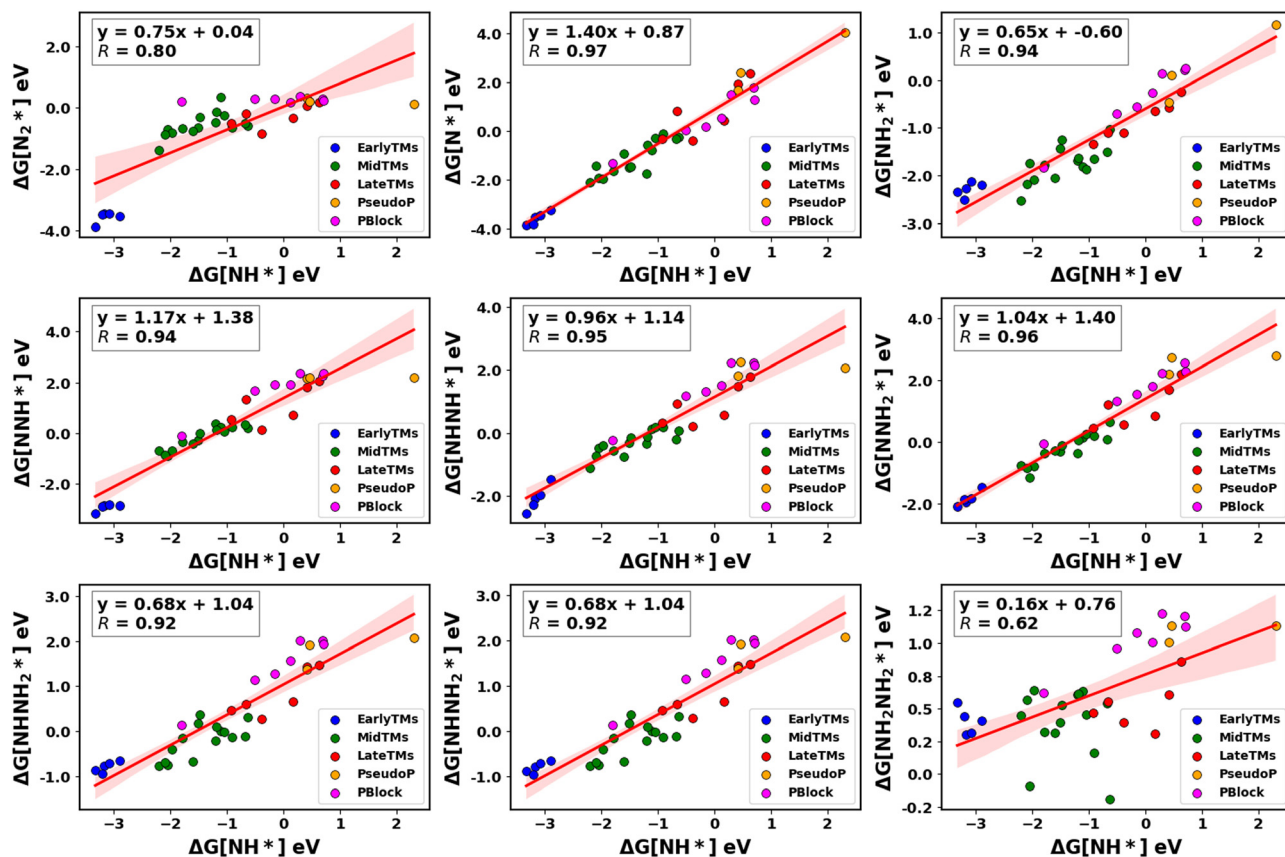 y = 0.75x + 0.04
R = 0.80
2.0
0.0
-2.0
-4.0
ΔG[N₂*] eV
EarlyTMs
MidTMs
LateTMs
PseudoP
PBlock
−3 −2 −1 0 1 2
ΔG[NH*] eV
y = 1.40x + 0.87
R = 0.97
4.0
2.0
0.0
-2.0
-4.0
ΔG[N*] eV
EarlyTMs
MidTMs
LateTMs
PseudoP
PBlock
−3 −2 −1 0 1 2
ΔG[NH*] eV
y = 0.65x + -0.60
R = 0.94
1.0
0.0
-1.0
-2.0
-3.0
ΔG[NH₂*] eV
EarlyTMs
MidTMs
LateTMs
PseudoP
PBlock
−3 −2 −1 0 1 2
ΔG[NH*] eV
y = 1.17x + 1.38
R = 0.94
4.0
2.0
0.0
-2.0
ΔG[NNH*] eV
EarlyTMs
MidTMs
LateTMs
PseudoP
PBlock
−3 −2 −1 0 1 2
ΔG[NH*] eV
y = 0.96x + 1.14
R = 0.95
4.0
2.0
0.0
-2.0
ΔG[NHNH*] eV
EarlyTMs
MidTMs
LateTMs
PseudoP
PBlock
−3 −2 −1 0 1 2
ΔG[NH*] eV
y = 1.04x + 1.40
R = 0.96
4.0
2.0
0.0
-2.0
ΔG[NNH₂*] eV
EarlyTMs
MidTMs
LateTMs
PseudoP
PBlock
−3 −2 −1 0 1 2
ΔG[NH*] eV
y = 0.68x + 1.04
R = 0.92
3.0
2.0
1.0
0.0
-1.0
ΔG[NHNH₂*] eV
EarlyTMs
MidTMs
LateTMs
PseudoP
PBlock
−3 −2 −1 0 1 2
ΔG[NH*] eV
y = 0.68x + 1.04
R = 0.92
3.0
2.0
1.0
0.0
-1.0
ΔG[NHNH₂*] eV
EarlyTMs
MidTMs
LateTMs
PseudoP
PBlock
−3 −2 −1 0 1 2
ΔG[NH*] eV
y = 0.16x + 0.76
R = 0.62
1.2
1.0
0.8
0.5
0.2
0.0
-0.2
ΔG[NH₂NH₂*] eV
EarlyTMs
MidTMs
LateTMs
PseudoP
PBlock
−3 −2 −1 0 1 2
ΔG[NH*] eV